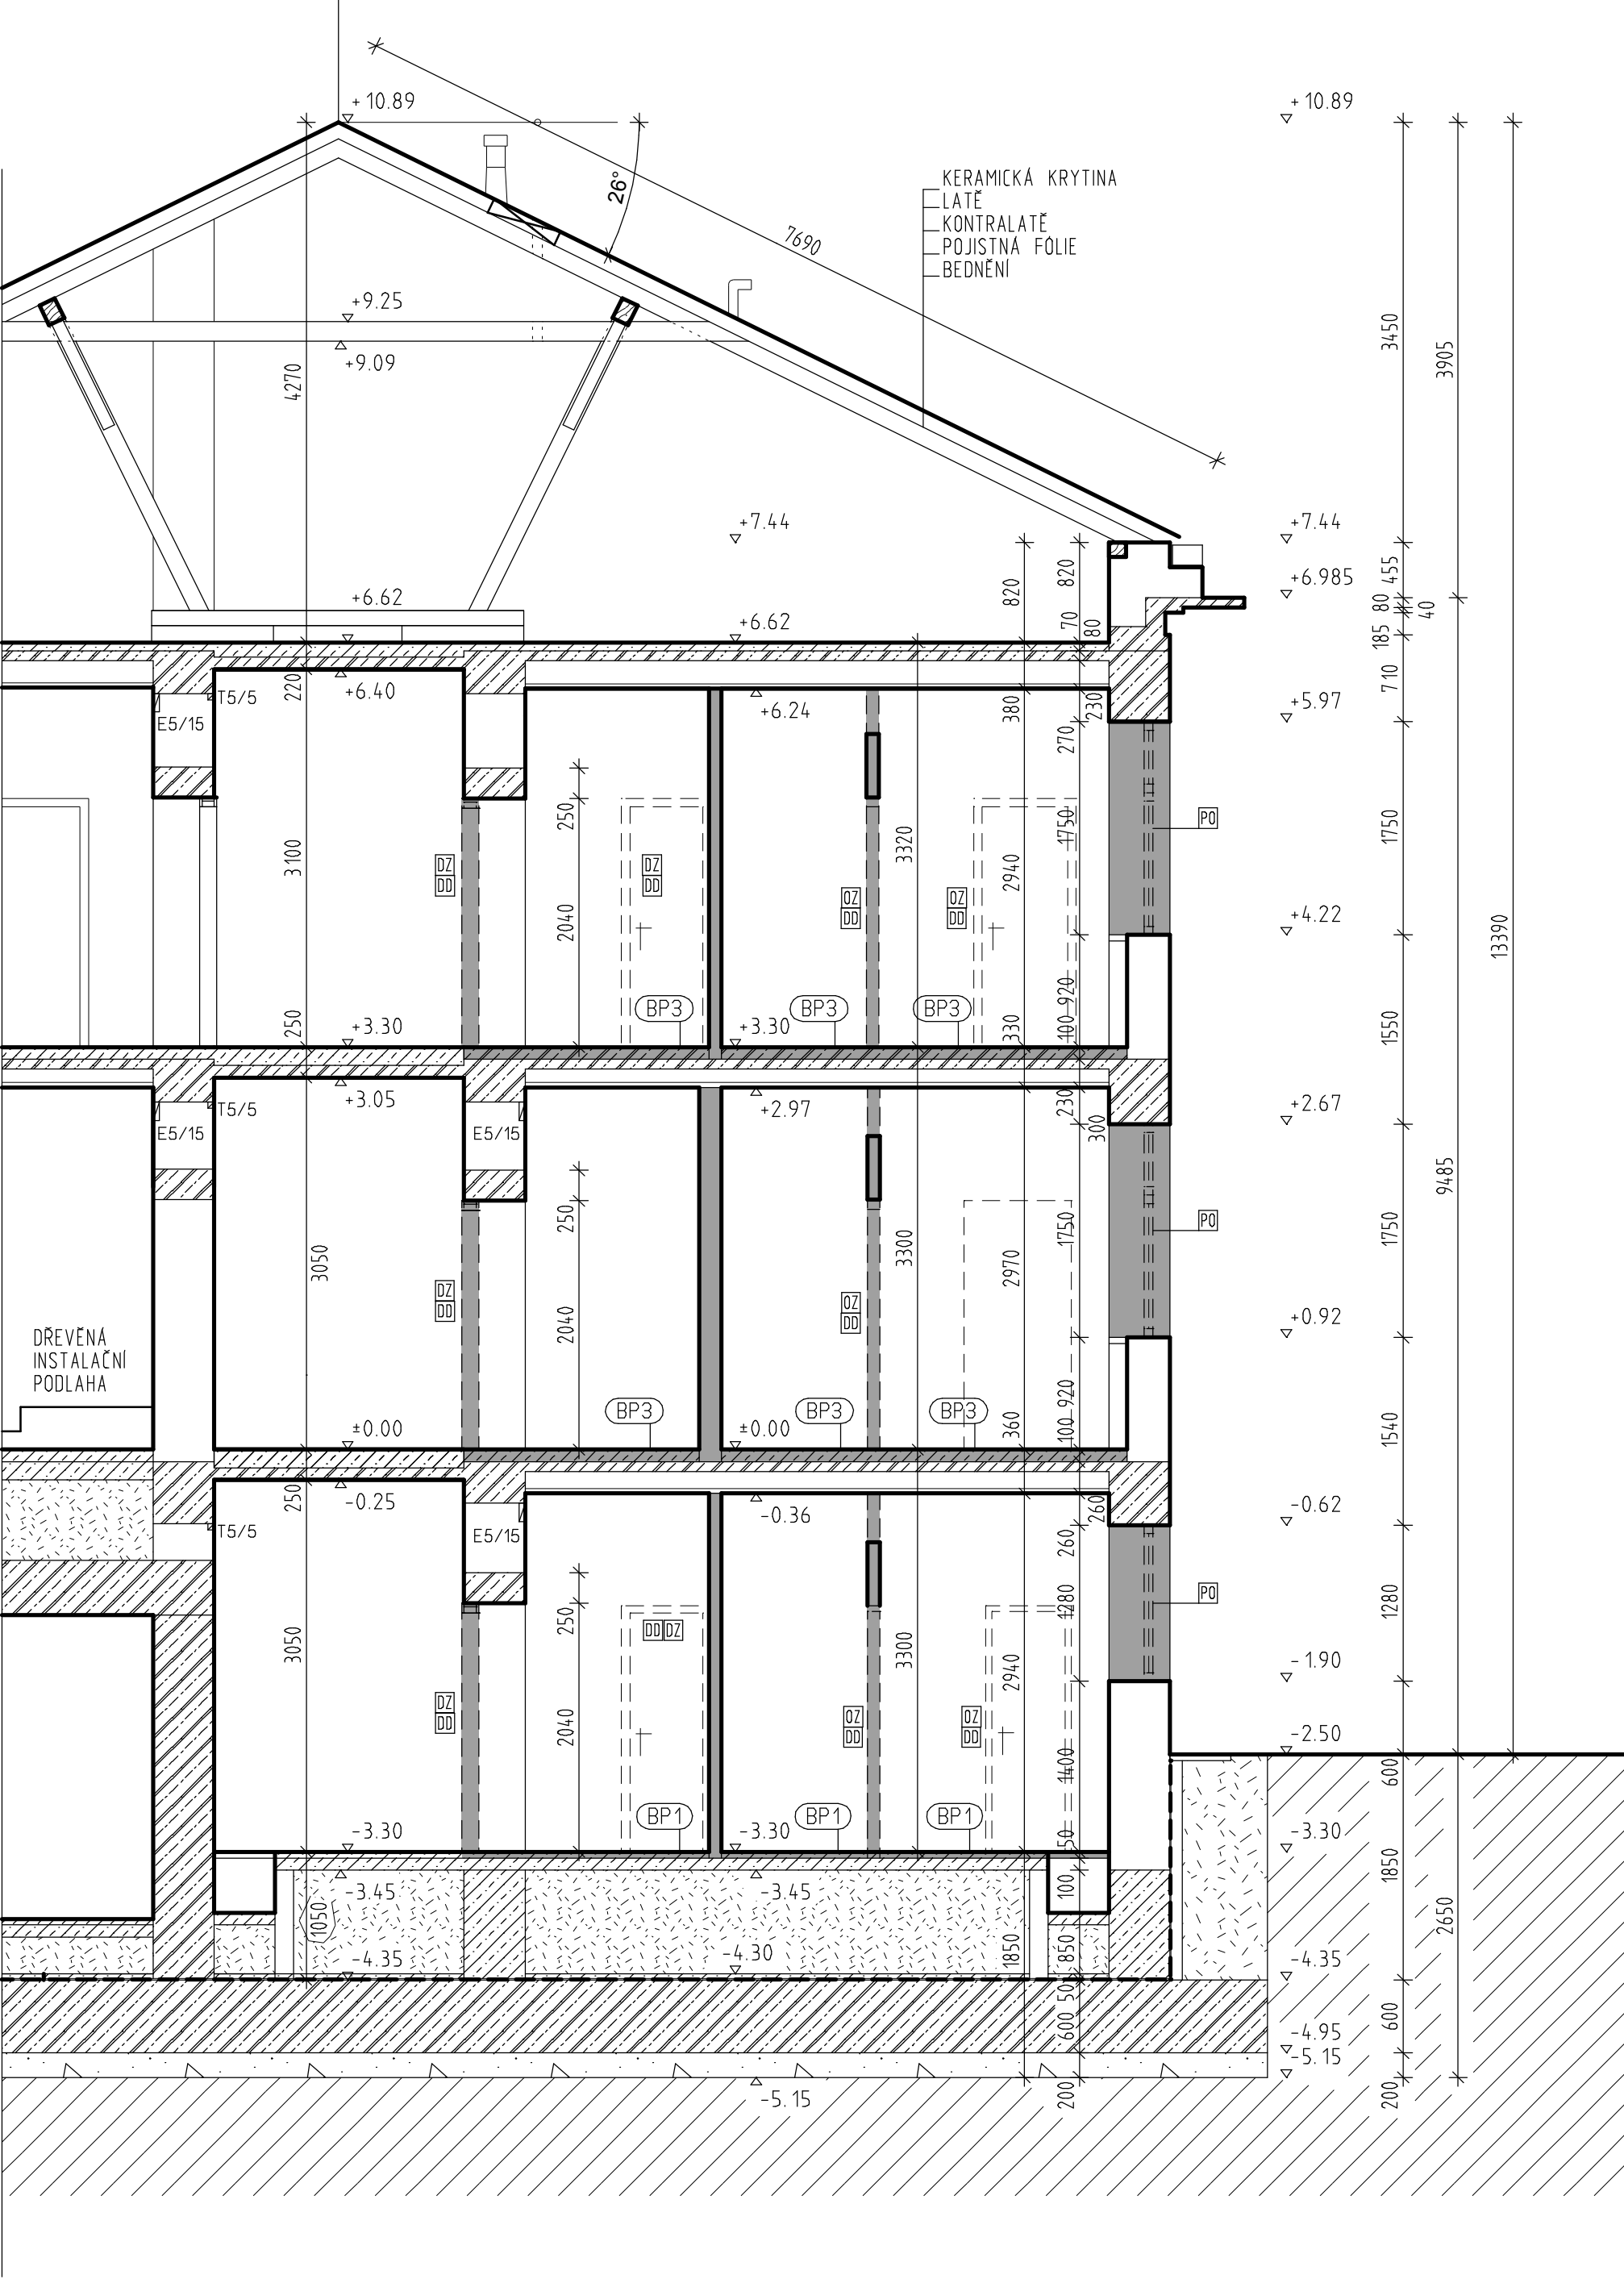 +10.89
+10.89
KERAMICKÁ KRYTINA
LATĚ
KONTRALATĚ
POJISTNÁ FÓLIE
BEDNĚNÍ
26°
7690
+9.25
+9.09
4270
3450
3905
+7.44
+7.44
+6.985
820
820
455
80
40
185
+6.62
+6.62
70
80
710
220
+6.40
+6.24
380
230
+5.97
T5/5
E5/15
270
250
3100
DZ
DD
DZ
DD
3320
2940
1750
1750
PO
OZ
DD
OZ
DD
2040
+4.22
13390
BP3
BP3
BP3
250
+3.30
+3.30
330
100
920
1550
+3.05
+2.97
230
300
+2.67
T5/5
E5/15
E5/15
250
9485
3050
3300
2970
1750
1750
PO
DZ
DD
OZ
DD
2040
+0.92
DŘEVĚNÁ
INSTALAČNÍ
PODLAHA
BP3
BP3
BP3
±0.00
±0.00
360
100
920
1540
250
-0.25
-0.36
260
-0.62
T5/5
E5/15
260
250
DD
DZ
1280
1280
PO
3050
3300
2940
-1.90
DZ
DD
2040
OZ
DD
OZ
DD
-2.50
1400
600
BP1
BP1
BP1
-3.30
-3.30
50
-3.30
-3.45
-3.45
100
1850
1050
2650
-4.35
-4.30
1850
850
-4.35
50
600
600
-4.95
-5.15
-5.15
200
200